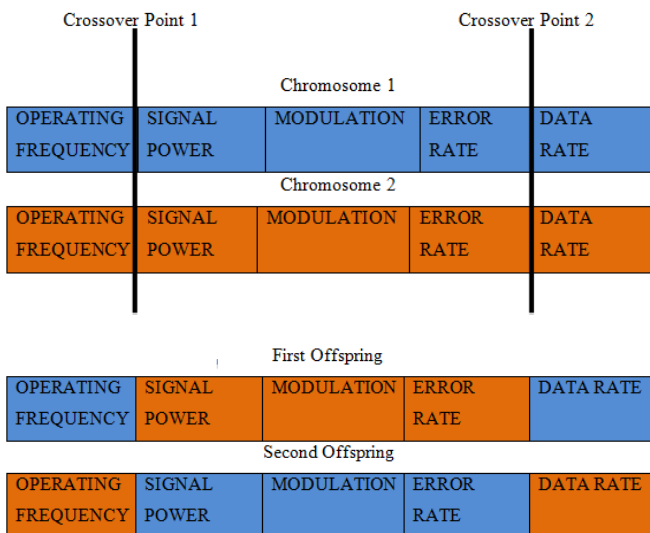 Crossover Point 1 Crossover Point 2
Chromosome 1
OPERATING SIGNAL MODULATION ERROR DATA
FREQUENCY POWER RATE RATE
Chromosome 2
OPERATING SIGNAL MODULATION ERROR DATA
FREQUENCY POWER RATE RATE
First Offspring
OPERATING SIGNAL MODULATION ERROR DATA RATE
FREQUENCY POWER RATE
Second Offspring
OPERATING SIGNAL MODULATION ERROR DATA RATE
FREQUENCY POWER RATE